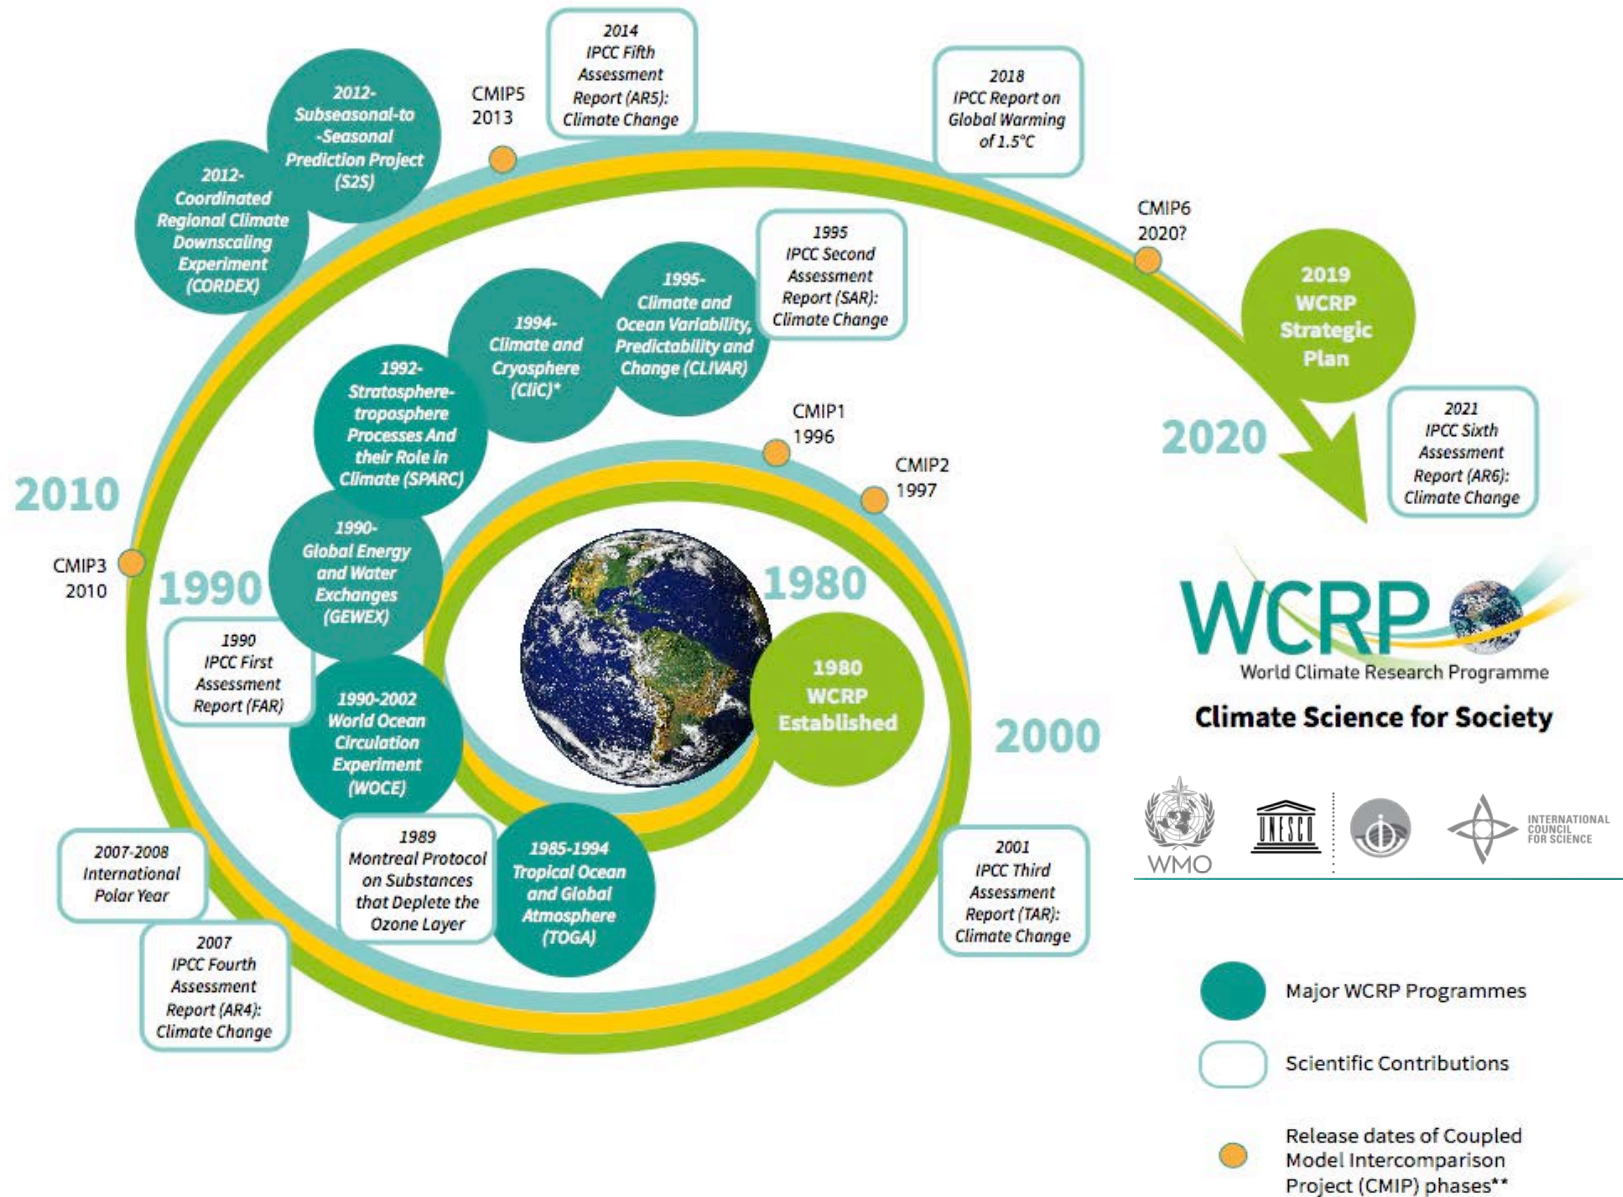 2014
IPCC Fifth
Assessment
Report (AR5):
Climate Change
2018
IPCC Report on
Global Warming
of 1.5°C
2012-
Subseasonal-to
-Seasonal
Prediction Project
(S2S)
CMIP5
2013
2012-
Coordinated
Regional Climate
Downscaling
Experiment
(CORDEX)
CMIP6
2020?
1995
IPCC Second
Assessment
Report (SAR):
Climate Change
2019
WCRP
Strategic
Plan
1995-
Climate and
Ocean Variability,
Predictability and
Change (CLIVAR)
1994-
Climate and
Cryosphere
(CliC)*
1992-
Stratosphere-
troposphere
Processes And
their Role in
Climate (SPARC)
CMIP1
1996
CMIP2
1997
2020
2021
IPCC Sixth
Assessment
Report (AR6):
Climate Change
2010
CMIP3
2010
1990
1990-
Global Energy
and Water
Exchanges
(GEWEX)
1980
1990
IPCC First
Assessment
Report (FAR)
1980
WCRP
Established
1990-2002
World Ocean
Circulation
Experiment
(WOCE)
2000
WCRP
World Climate Research Programme
Climate Science for Society
WMO
UNESCO
INTERNATIONAL
COUNCIL
FOR SCIENCE
2007-2008
International
Polar Year
1989
Montreal Protocol
on Substances
that Deplete the
Ozone Layer
1985-1994
Tropical Ocean
and Global
Atmosphere
(TOGA)
2001
IPCC Third
Assessment
Report (TAR):
Climate Change
2007
IPCC Fourth
Assessment
Report (AR4):
Climate Change
Major WCRP Programmes
Scientific Contributions
Release dates of Coupled
Model Intercomparison
Project (CMIP) phases**